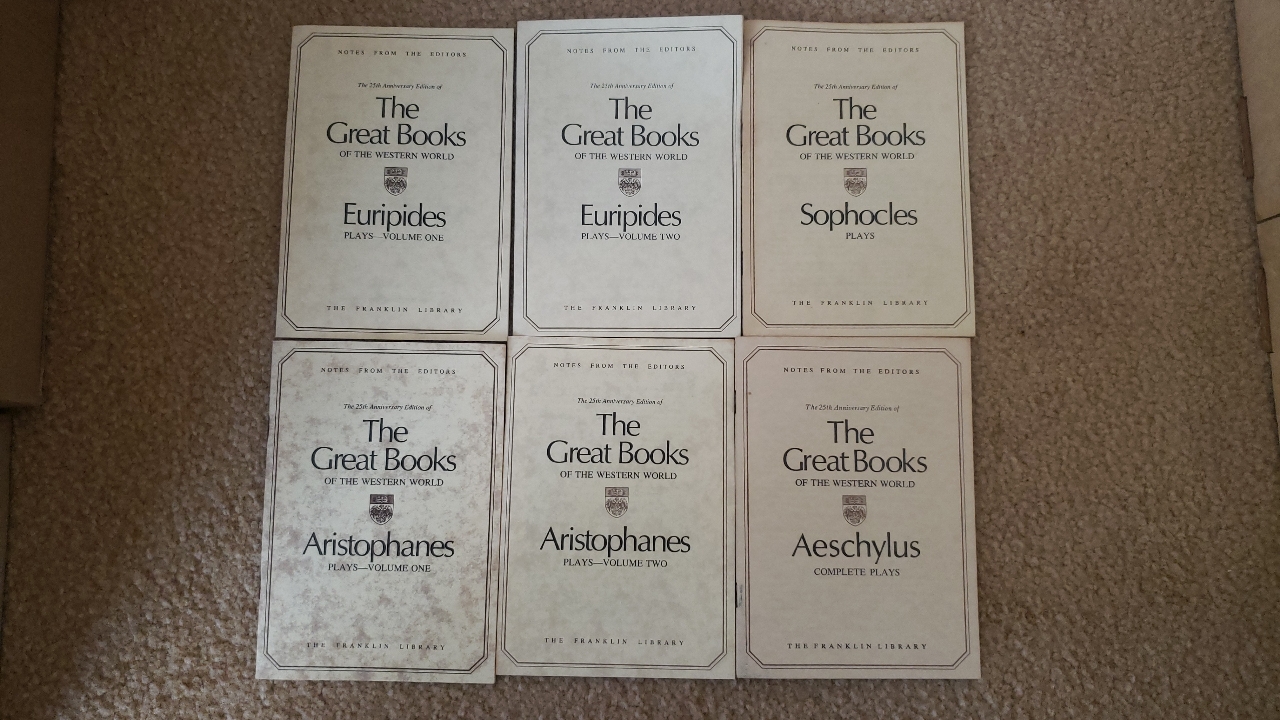 NOTES FROM THE EDITORS
The 25th Anniversary Edition of
The
Great Books
OF THE WESTERN WORLD
Euripides
PLAYS—VOLUME ONE
THE FRANKLIN LIBRARY
NOTES FROM THE EDITORS
The 25th Anniversary Edition of
The
Great Books
OF THE WESTERN WORLD
Euripides
PLAYS—VOLUME TWO
THE FRANKLIN LIBRARY
NOTES FROM THE EDITORS
The 25th Anniversary Edition of
The
Great Books
OF THE WESTERN WORLD
Sophocles
PLAYS
THE FRANKLIN LIBRARY
NOTES FROM THE EDITORS
The 25th Anniversary Edition of
The
Great Books
OF THE WESTERN WORLD
Aristophanes
PLAYS—VOLUME ONE
THE FRANKLIN LIBRARY
NOTES FROM THE EDITORS
The 25th Anniversary Edition of
The
Great Books
OF THE WESTERN WORLD
Aristophanes
PLAYS—VOLUME TWO
THE FRANKLIN LIBRARY
NOTES FROM THE EDITORS
The 25th Anniversary Edition of
The
Great Books
OF THE WESTERN WORLD
Aeschylus
COMPLETE PLAYS
THE FRANKLIN LIBRARY